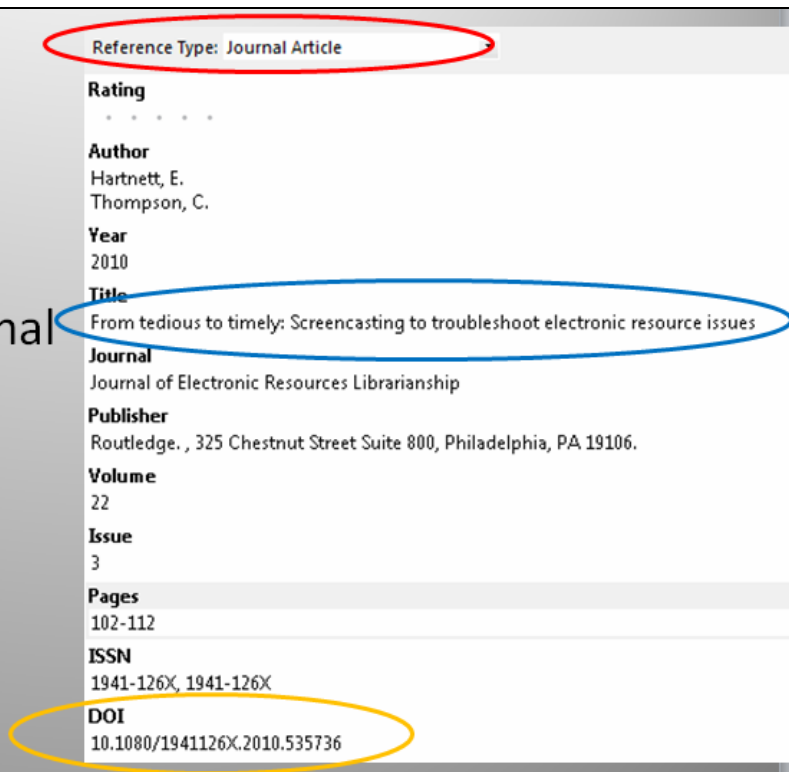 Reference Type: Journal Article
Rating
Author
Hartnett, E.
Thompson, C.
Year
2010
Title
nal
From tedious to timely: Screencasting to troubleshoot electronic resource issues
Journal
Journal of Electronic Resources Librarianship
Publisher
Routledge. , 325 Chestnut Street Suite 800, Philadelphia, PA 19106.
Volume
22
Issue
3
Pages
102-112
ISSN
1941-126X, 1941-126X
DOI
10.1080/1941126X.2010.535736